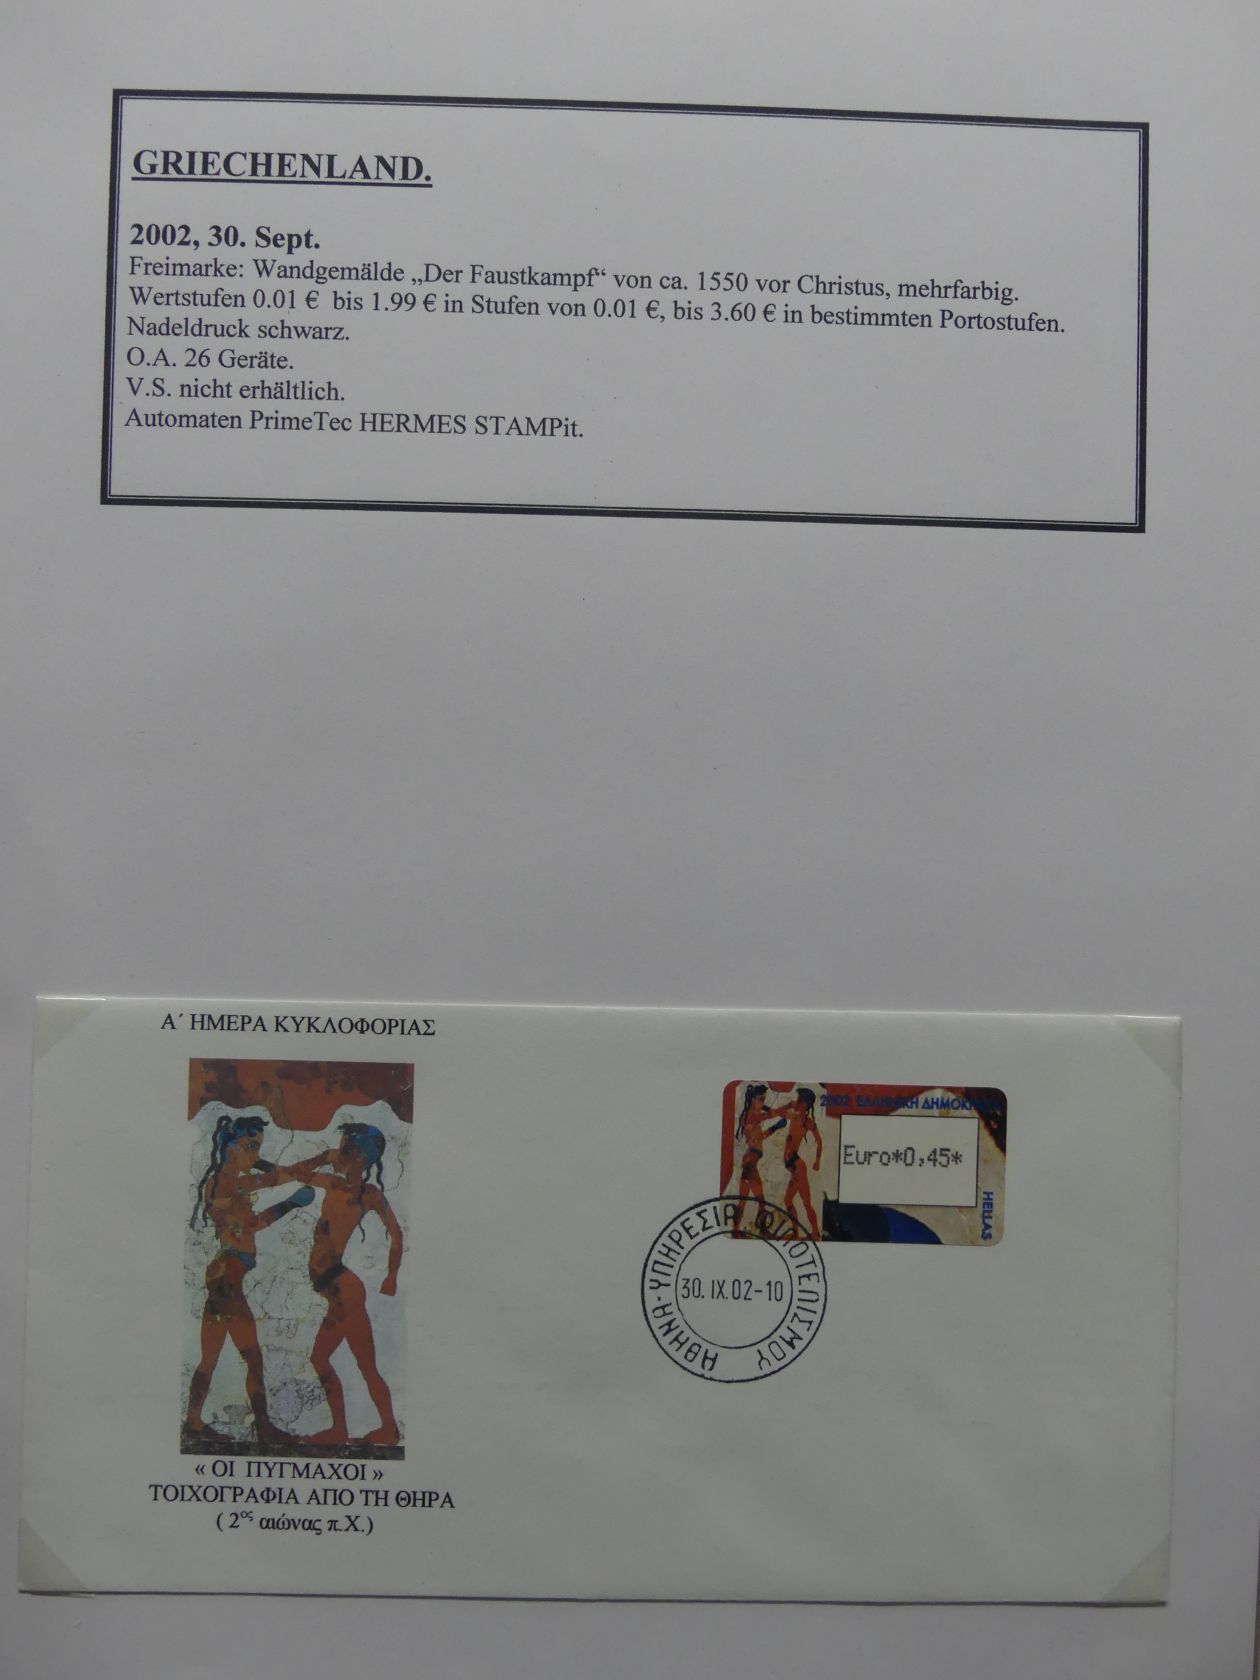 GRIECHENLAND.
2002, 30. Sept.
Freimarke: Wandgemälde „Der Faustkampf“ von ca. 1550 vor Christus, mehrfarbig.
Wertstufen 0.01 € bis 1.99 € in Stufen von 0.01 €, bis 3.60 € in bestimmten Portostufen.
Nadeldruck schwarz.
O.A. 26 Geräte.
V.S. nicht erhältlich.
Automaten PrimeTec HERMES STAMPit.
Α΄ ΗΜΕΡΑ ΚΥΚΛΟΦΟΡΙΑΣ
« ΟΙ ΠΥΓΜΑΧΟΙ »
ΤΟΙΧΟΓΡΑΦΙΑ ΑΠΟ ΤΗ ΘΗΡΑ
( 2ος αιώνας π.Χ.)
2002 ΕΛΛΗΝΙΚΗ
Euro*0,45*
HELLAS
ΑΘΗΝΑ-ΥΠΗΡΕΣΙΑ ΦΙΛΟΤΕΛΙΣΜΟΥ
30. IX. 02-10